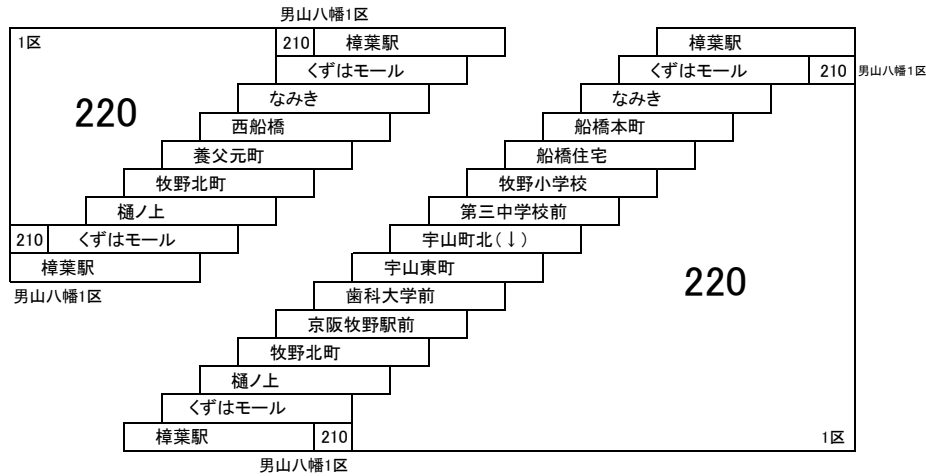 男山八幡1区
1区
210 樟葉駅
くずはモール
なみき
220
西船橋
養父元町
牧野北町
樋ノ上
210 くずはモール
樟葉駅
男山八幡1区
樟葉駅
くずはモール 210 男山八幡1区
なみき
船橋本町
船橋住宅
牧野小学校
第三中学校前
宇山町北(↓)
宇山東町
220
歯科大学前
京阪牧野駅前
牧野北町
樋ノ上
くずはモール
樟葉駅 210
1区
男山八幡1区